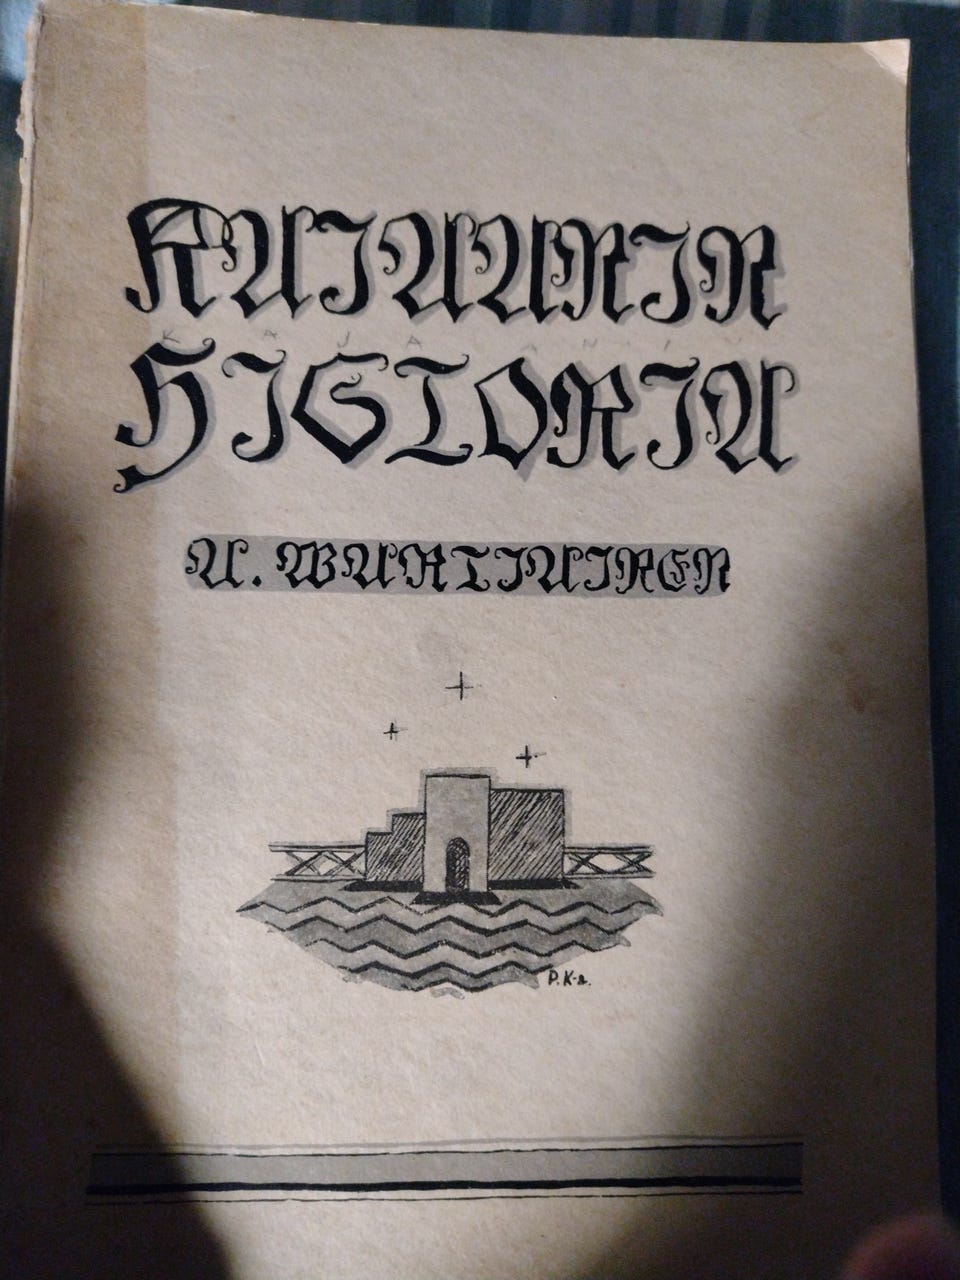 KAJAANIN
K A J A A N I N
HISTORIA
A. WARTIAINEN
P. K-a.